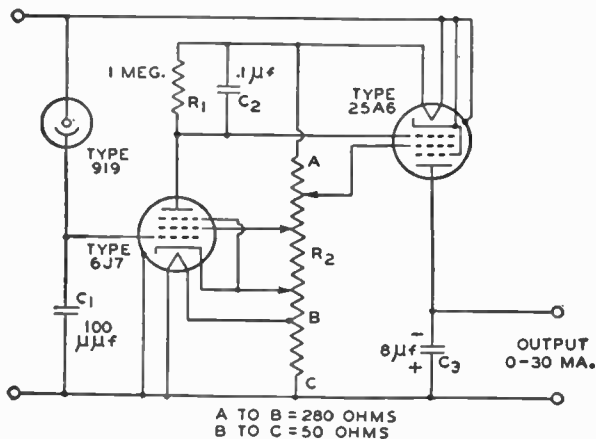 1 MEG.
R1
.1µf
C2
TYPE
25A6
TYPE
919
A
TYPE
6J7
R2
C1
100
µµf
B
C
8µf
-
+
C3
OUTPUT
0-30 MA.
A TO B = 280 OHMS
B TO C = 50 OHMS